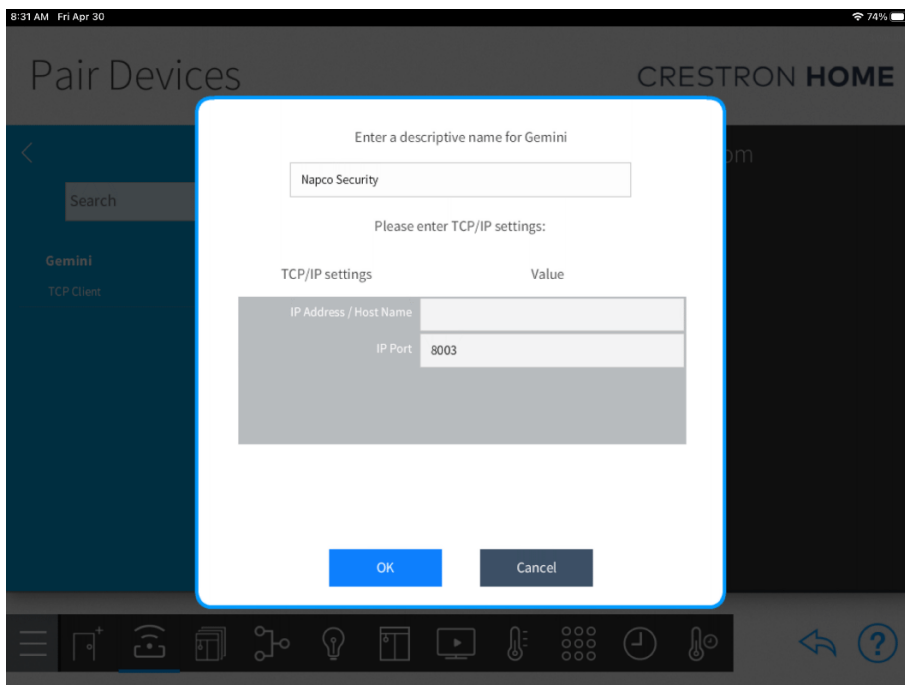 8:31 AM Fri Apr 30
74%
Pair Devices
CRESTRON HOME
Search
Gemini
TCP Client
Enter a descriptive name for Gemini
Napco Security
Please enter TCP/IP settings:
TCP/IP settings Value
IP Address / Host Name
IP Port 8003
OK Cancel
?